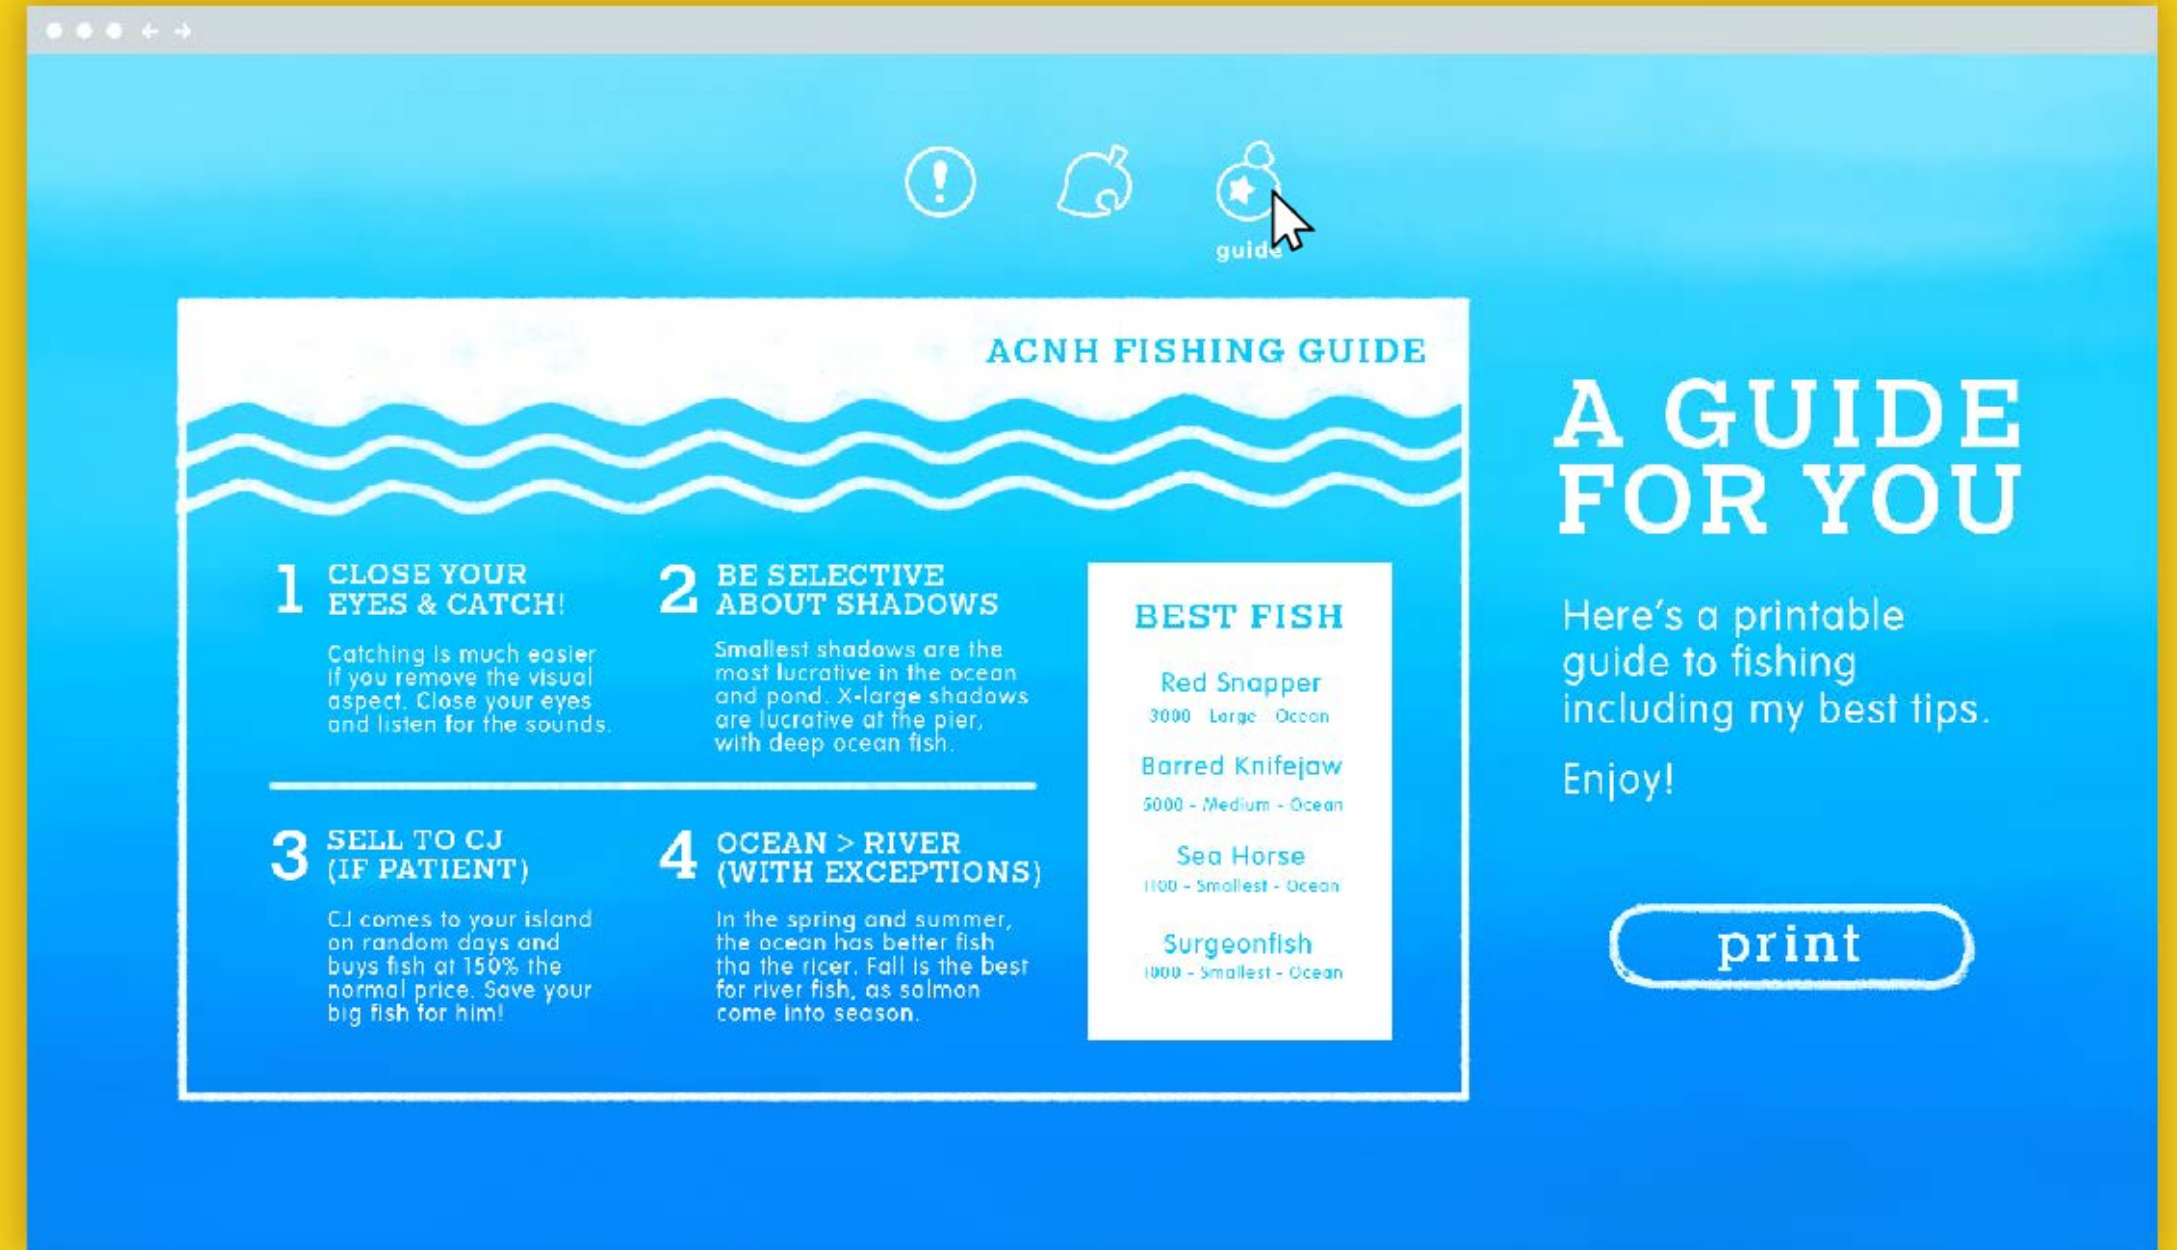 guide
ACNH FISHING GUIDE
1
CLOSE YOUR
EYES & CATCH!
Catching is much easier
if you remove the visual
aspect. Close your eyes
and listen for the sounds.
2
BE SELECTIVE
ABOUT SHADOWS
Smallest shadows are the
most lucrative in the ocean
and pond. X-large shadows
are lucrative at the pier,
with deep ocean fish.
3
SELL TO CJ
(IF PATIENT)
CJ comes to your island
on random days and
buys fish at 150% the
normal price. Save your
big fish for him!
4
OCEAN > RIVER
(WITH EXCEPTIONS)
In the spring and summer,
the ocean has better fish
tha the ricer. Fall is the best
for river fish, as salmon
come into season.
BEST FISH
Red Snapper
3000 - Large - Ocean
Barred Knifejaw
5000 - Medium - Ocean
Sea Horse
1100 - Smallest - Ocean
Surgeonfish
1000 - Smallest - Ocean
A GUIDE
FOR YOU
Here's a printable
guide to fishing
including my best tips.
Enjoy!
print